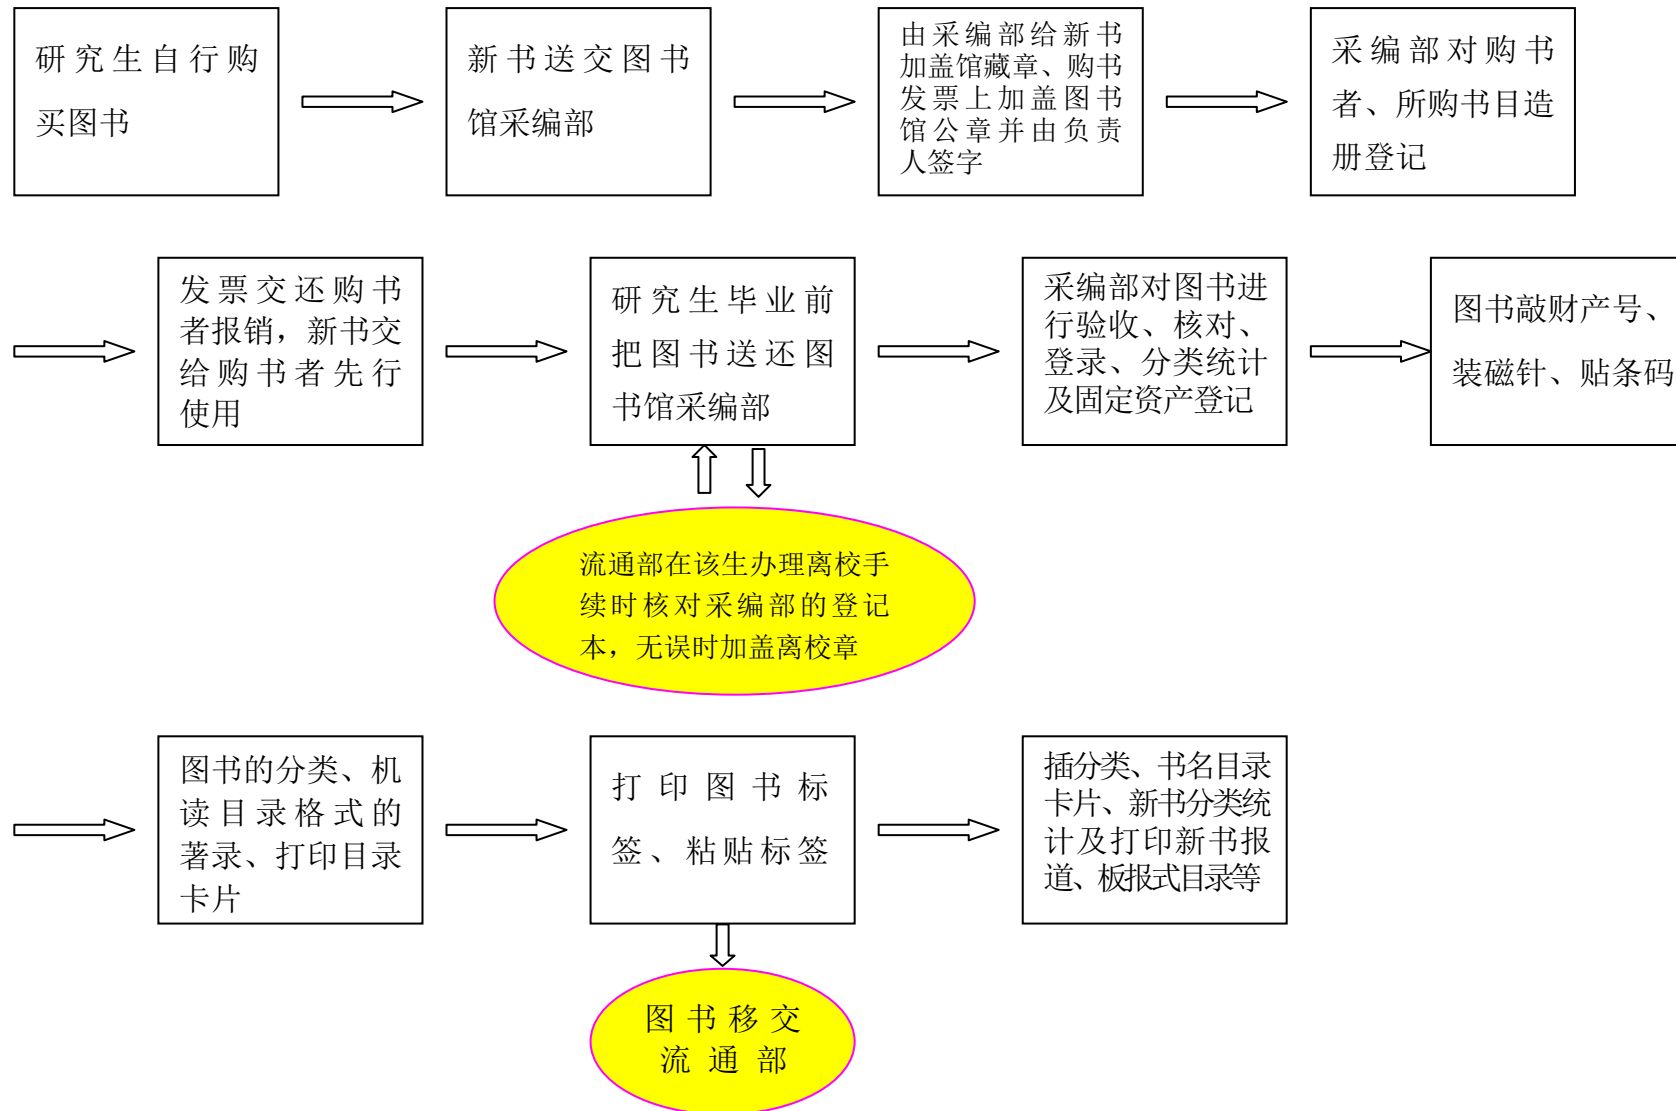 研究生自行购
买图书
新书送交图书
馆采编部
由采编部给新书
加盖馆藏章、购书
发票上加盖图书
馆公章并由负责
人签字
采编部对购书
者、所购书目造
册登记
发票交还购书
者报销，新书交
给购书者先行
使用
研究生毕业前
把图书送还图
书馆采编部
采编部对图书进
行验收、核对、
登录、分类统计
及固定资产登记
图书敲财产号、
装磁针、贴条码
流通部在该生办理离校手
续时核对采编部的登记
本，无误时加盖离校章
图书的分类、机
读目录格式的
著录、打印目录
卡片
打印图书标
签、粘贴标签
插分类、书名目录
卡片、新书分类统
计及打印新书报
道、板报式目录等
图书移交
流通部